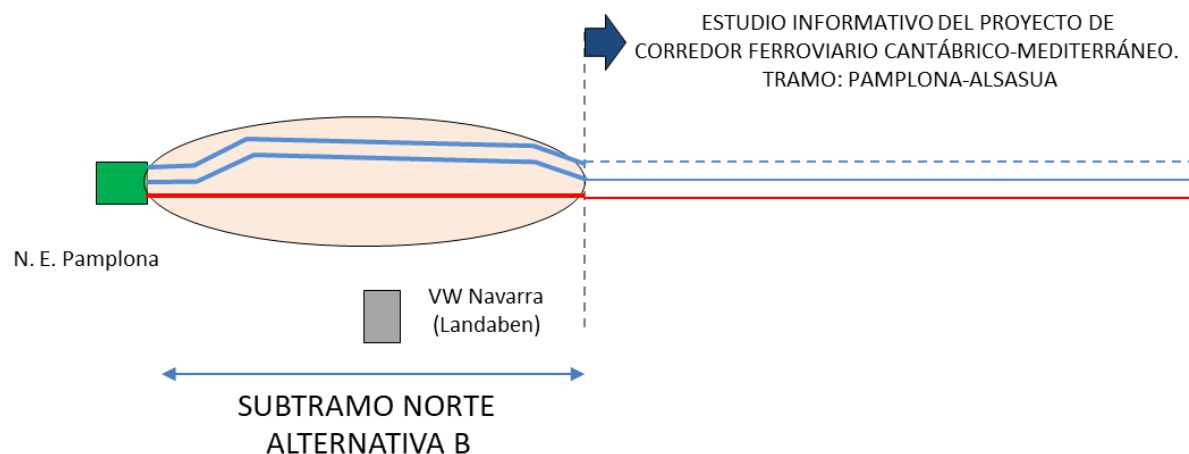 ESTUDIO INFORMATIVO DEL PROYECTO DE
CORREDOR FERROVIARIO CANTÁBRICO-MEDITERRÁNEO.
TRAMO: PAMPLONA-ALSASUA
N. E. Pamplona
VW Navarra
(Landaben)
SUBTRAMO NORTE
ALTERNATIVA B